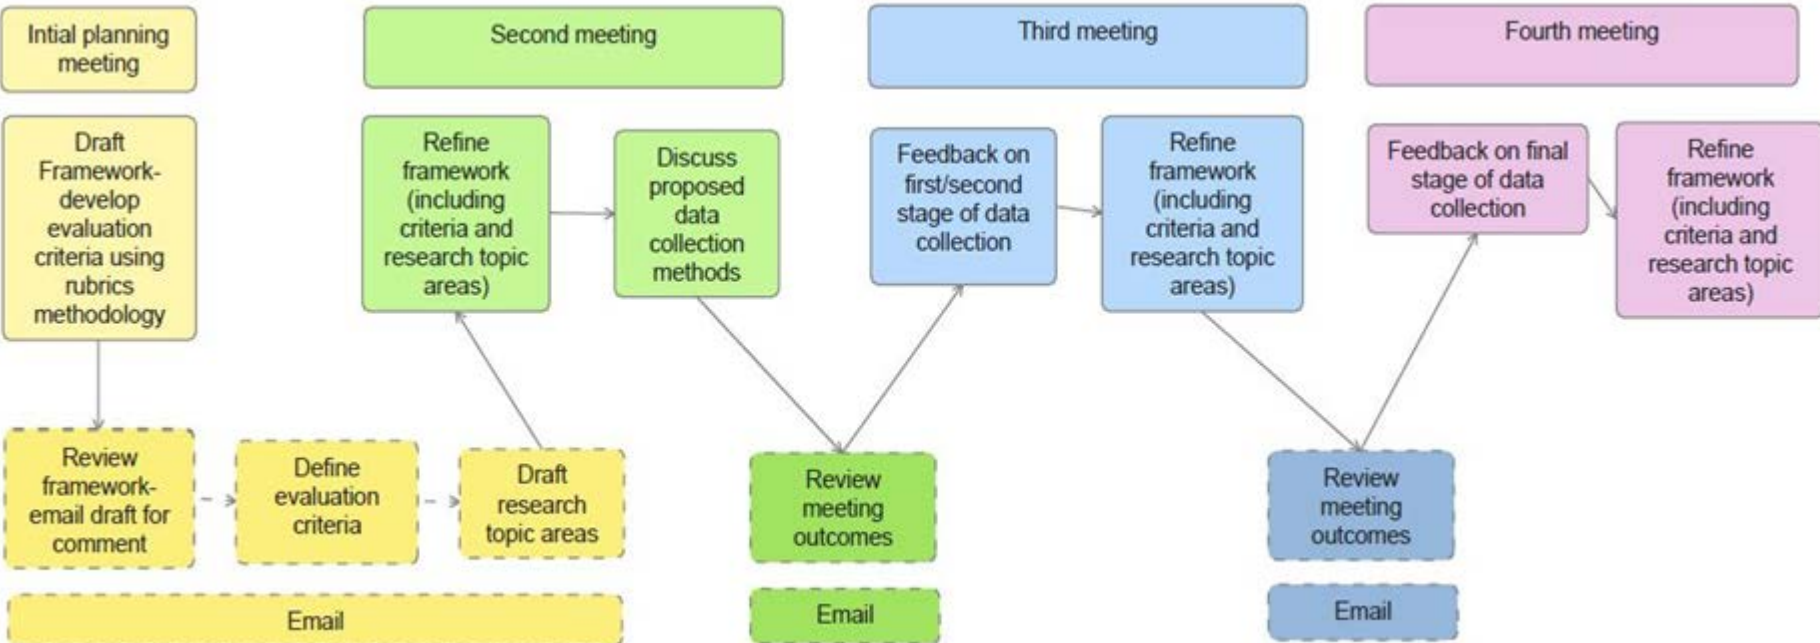 Intial planning
meeting
Second meeting
Third meeting
Fourth meeting
Draft
Framework-
develop
evaluation
criteria using
rubrics
methodology
Refine
framework
(including
criteria and
research topic
areas)
Discuss
proposed
data
collection
methods
Feedback on
first/second
stage of data
collection
Refine
framework
(including
criteria and
research topic
areas)
Feedback on final
stage of data
collection
Refine
framework
(including
criteria and
research topic
areas)
Review
framework-
email draft for
comment
Define
evaluation
criteria
Draft
research
topic areas
Review
meeting
outcomes
Review
meeting
outcomes
Email
Email
Email